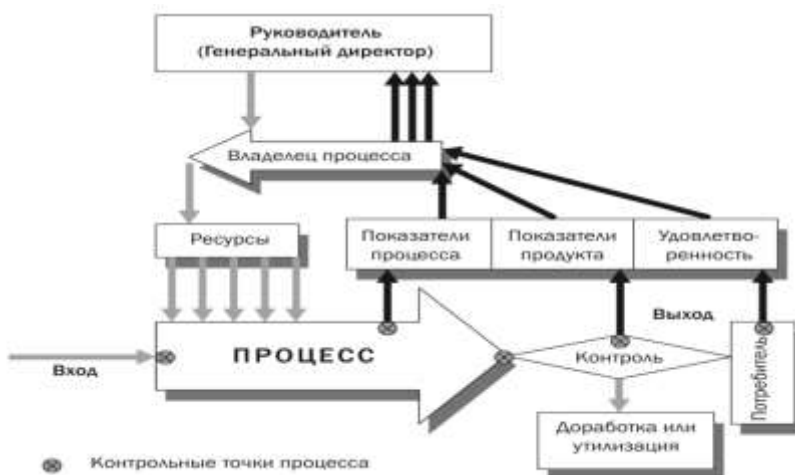 Руководитель
(Генеральный директор)
Владелец процесса
Ресурсы
Показатели
процесса
Показатели
продукта
Удовлетво-
ренность
Выход
ПРОЦЕСС
Контроль
Потребитель
Вход
Доработка или
утилизация
Контрольные точки процесса